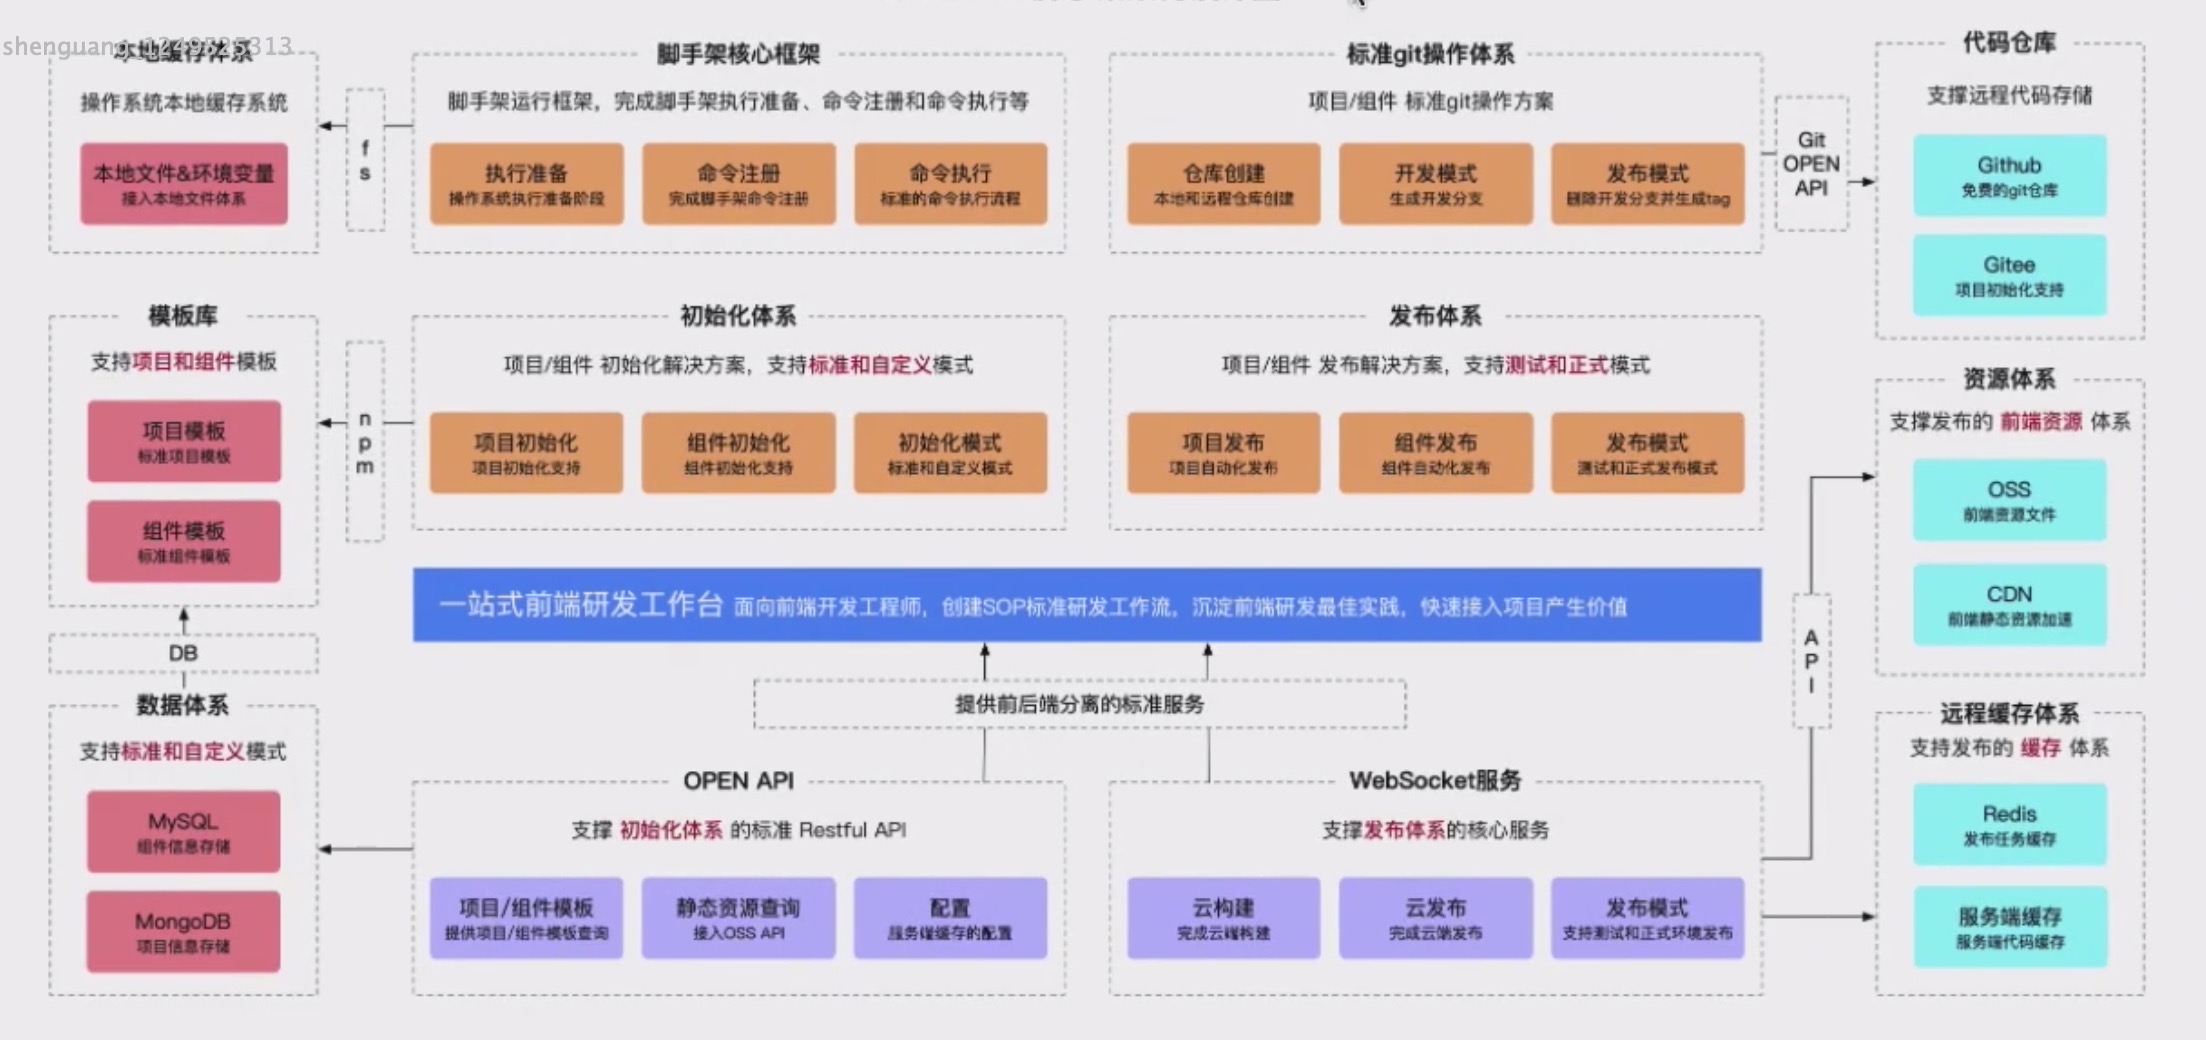 shenguang_1249525313
本地缓存体系
操作系统本地缓存系统
本地文件&环境变量
接入本地文件体系
fs
脚手架核心框架
脚手架运行框架，完成脚手架执行准备、命令注册和命令执行等
执行准备
操作系统执行准备阶段
命令注册
完成脚手架命令注册
命令执行
标准的命令执行流程
标准git操作体系
项目/组件 标准git操作方案
仓库创建
本地和远程仓库创建
开发模式
生成开发分支
发布模式
删除开发分支并生成tag
Git
OPEN
API
代码仓库
支撑远程代码存储
Github
免费的git仓库
Gitee
项目初始化支持
模板库
支持项目和组件模板
项目模板
标准项目模板
组件模板
标准组件模板
npm
初始化体系
项目/组件 初始化解决方案，支持标准和自定义模式
项目初始化
项目初始化支持
组件初始化
组件初始化支持
初始化模式
标准和自定义模式
发布体系
项目/组件 发布解决方案，支持测试和正式模式
项目发布
项目自动化发布
组件发布
组件自动化发布
发布模式
测试和正式发布模式
资源体系
支撑发布的 前端资源 体系
OSS
前端资源文件
CDN
前端静态资源加速
一站式前端研发工作台 面向前端开发工程师，创建SOP标准研发工作流，沉淀前端研发最佳实践，快速接入项目产生价值
DB
提供前后端分离的标准服务
API
数据体系
支持标准和自定义模式
MySQL
组件信息存储
MongoDB
项目信息存储
OPEN API
支撑 初始化体系 的标准 Restful API
项目/组件模板
提供项目/组件模板查询
静态资源查询
接入OSS API
配置
服务端缓存的配置
WebSocket服务
支撑发布体系的核心服务
云构建
完成云端构建
云发布
完成云端发布
发布模式
支持测试和正式环境发布
远程缓存体系
支持发布的 缓存 体系
Redis
发布任务缓存
服务端缓存
服务端代码缓存